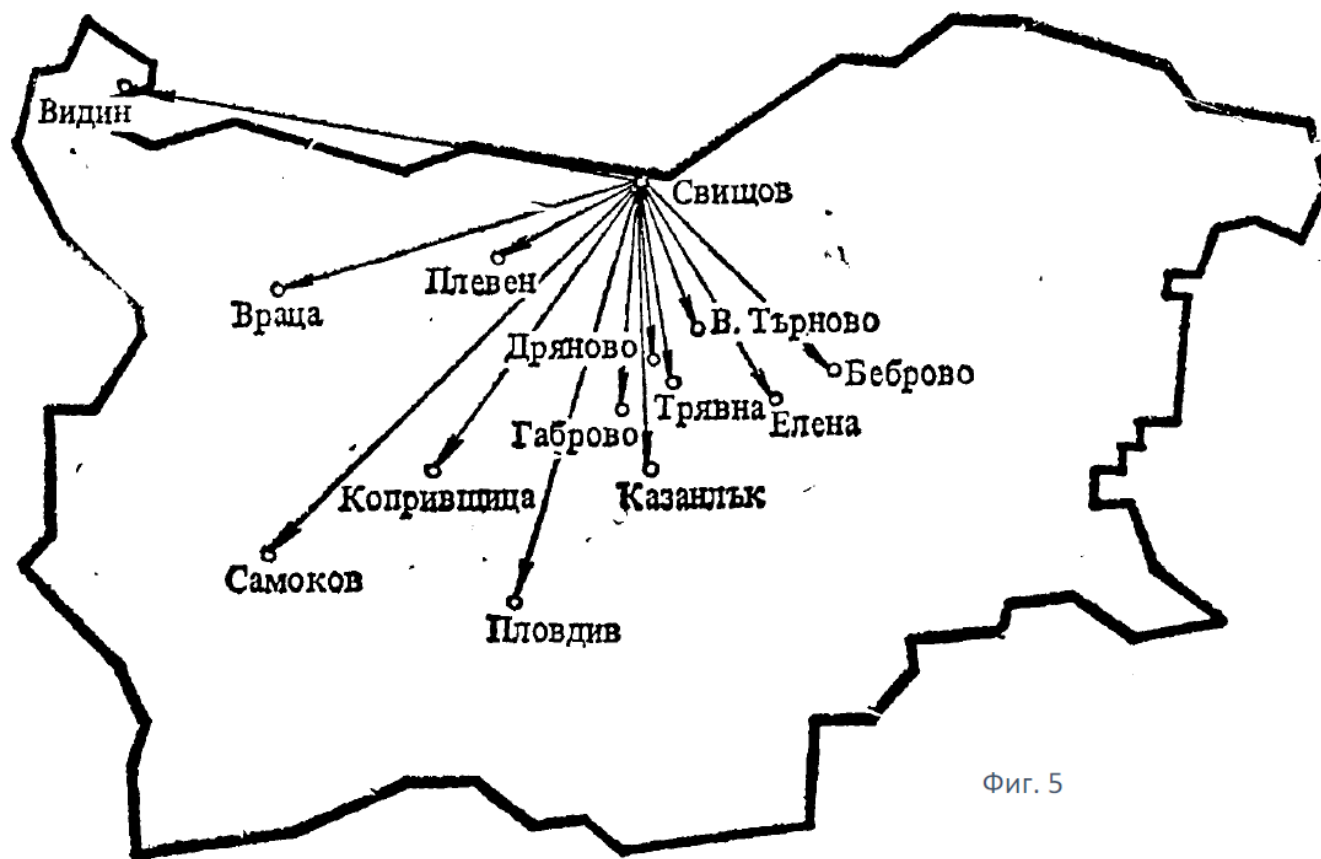 Видин
Свищов
Плевен
Враца
В. Търново
Дряново
Беброво
Трявна
Елена
Габрово
Копривщица
Казанлък
Самоков
Пловдив
Фиг. 5